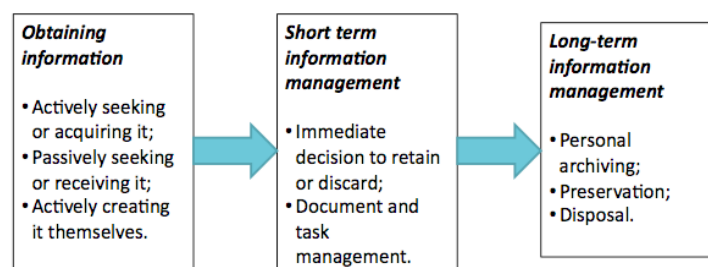 Obtaining
information
• Actively seeking
or acquiring it;
• Passively seeking
or receiving it;
• Actively creating
it themselves.
Short term
information
management
• Immediate
decision to retain
or discard;
• Document and
task
management.
Long-term
information
management
• Personal
archiving;
• Preservation;
• Disposal.